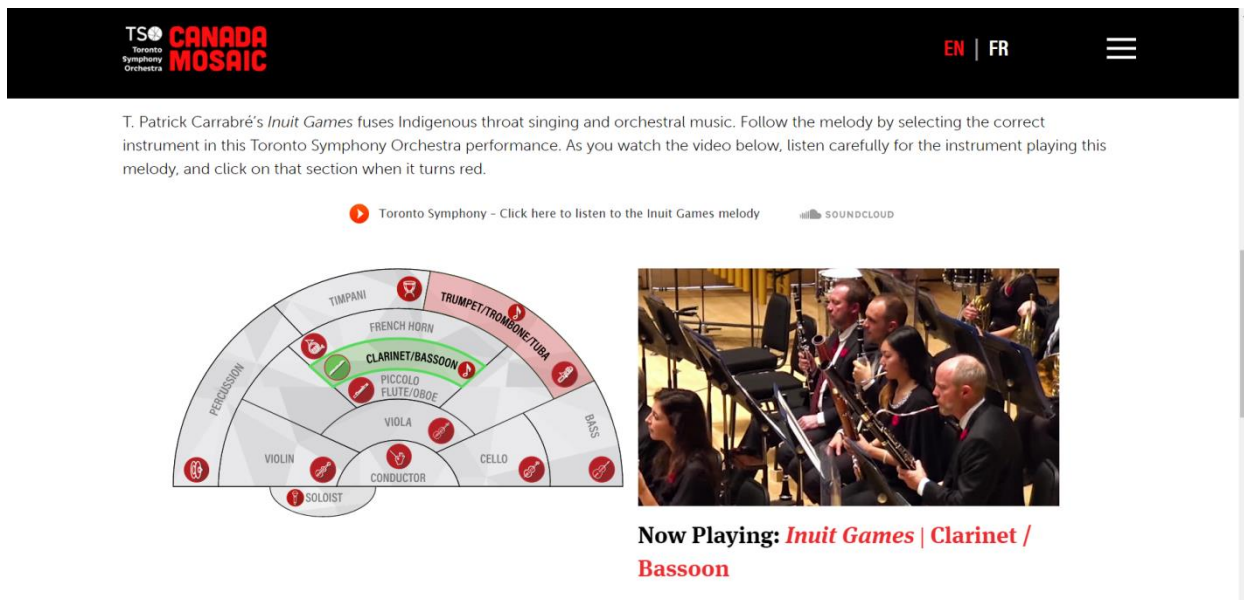 TSO
Toronto
Symphony
Orchestra
CANADA
MOSAIC
EN | FR
T. Patrick Carrabré's Inuit Games fuses Indigenous throat singing and orchestral music. Follow the melody by selecting the correct
instrument in this Toronto Symphony Orchestra performance. As you watch the video below, listen carefully for the instrument playing this
melody, and click on that section when it turns red.
Toronto Symphony - Click here to listen to the Inuit Games melody
SOUNDCLOUD
TIMPANI
TRUMPET/TROMBONE/TUBA
FRENCH HORN
CLARINET/BASSOON
PERCUSSION
PICCOLO
FLUTE/OBOE
VIOLA
BASS
VIOLIN
CELLO
CONDUCTOR
SOLOIST
Now Playing: Inuit Games | Clarinet /
Bassoon